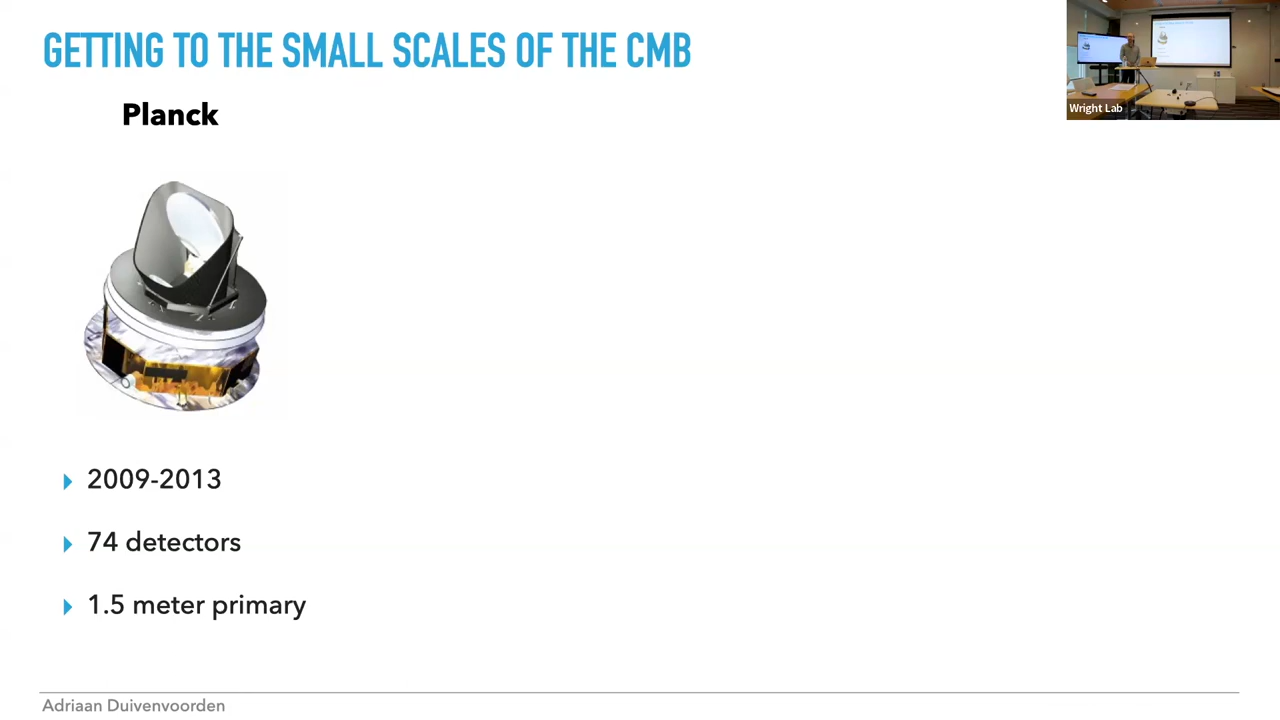 GETTING TO THE SMALL SCALES OF THE CMB
Planck
2009-2013
74 detectors
1.5 meter primary
Adriaan Duivenvoorden
Wright Lab